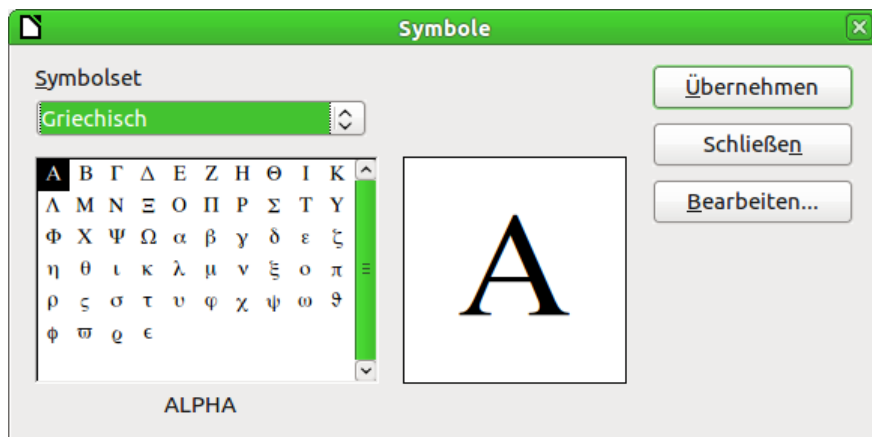 Symbole
Symbolset
Griechisch
Α Β Γ Δ Ε Ζ Η Θ Ι Κ
Λ Μ Ν Ξ Ο Π Ρ Σ Τ Υ
Φ Χ Ψ Ω α β γ δ ε ζ
η θ ι κ λ μ ν ξ ο π
ρ ς σ τ υ φ χ ψ ω ϑ
ϕ ϖ ϱ ϵ
ALPHA
Α
Übernehmen
Schließen
Bearbeiten...